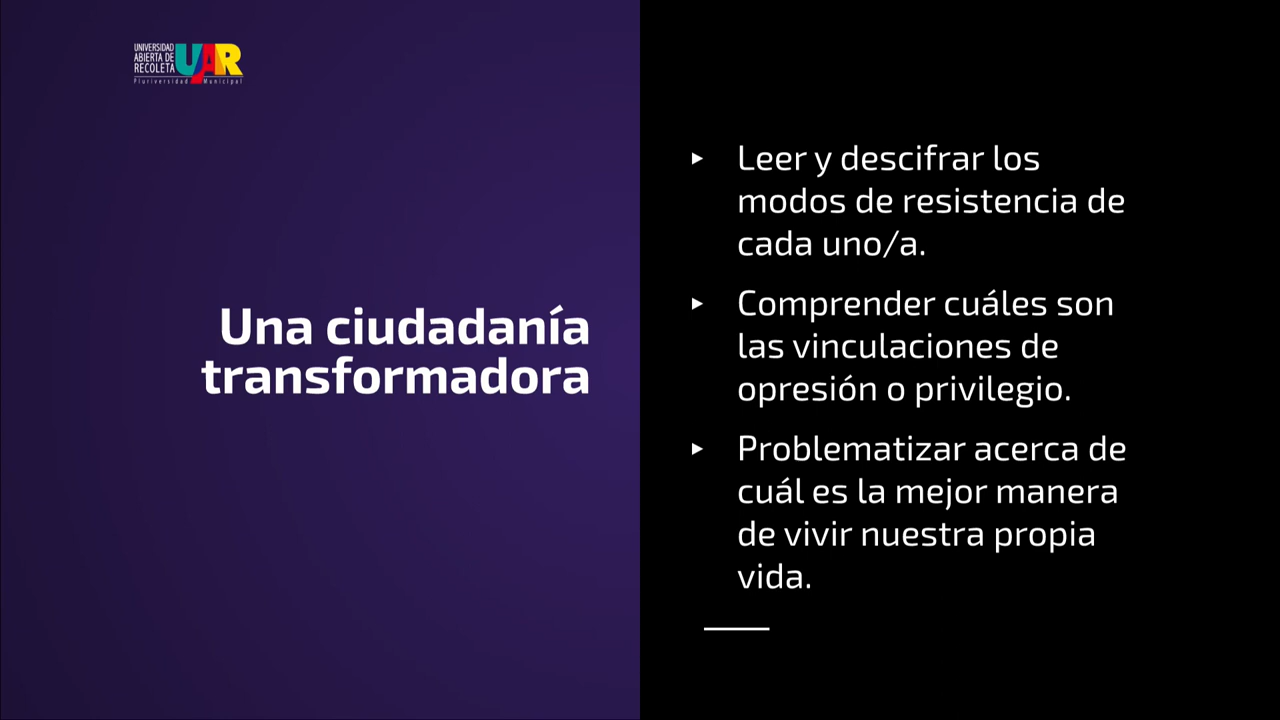 UNIVERSIDAD
ABIERTA DE
RECOLETA
UAR
Pluriversidad Municipal
Una ciudadanía
transformadora
Leer y descifrar los
modos de resistencia de
cada uno/a.
Comprender cuáles son
las vinculaciones de
opresión o privilegio.
Problematizar acerca de
cuál es la mejor manera
de vivir nuestra propia
vida.